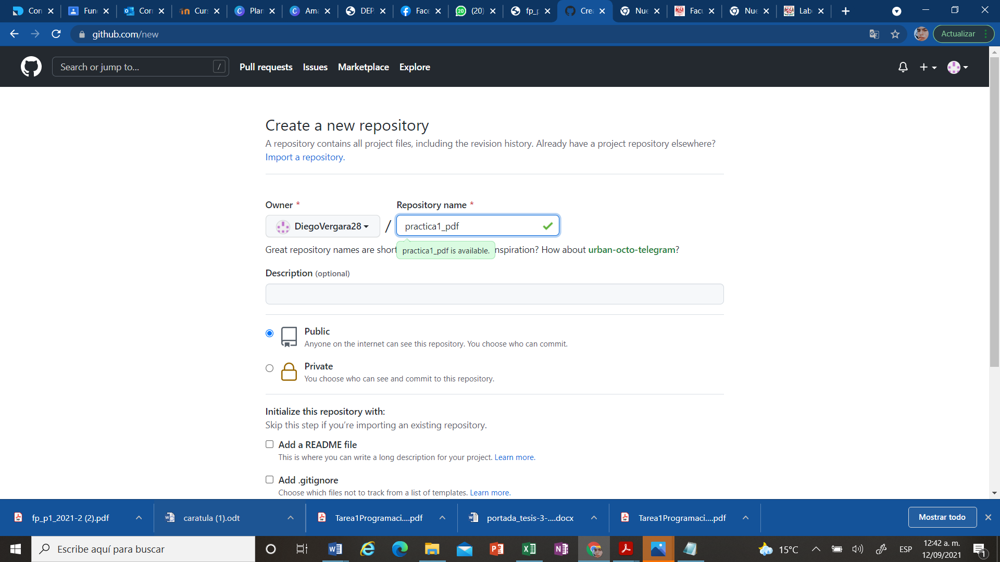 Con
Fun
Corr
Curs
Plan
Ama
DEP
Face
(20)
fp_p
Crea
Nue
Facu
Nue
Lab
github.com/new
Actualizar
Search or jump to...
/
Pull requests
Issues
Marketplace
Explore
Create a new repository
A repository contains all project files, including the revision history. Already have a project repository elsewhere?
Import a repository.
Owner *
Repository name *
DiegoVergara28
/
practica1_pdf
Great repository names are short
practica1_pdf is available.
nspiration? How about urban-octo-telegram?
Description (optional)
Public
Anyone on the internet can see this repository. You choose who can commit.
Private
You choose who can see and commit to this repository.
Initialize this repository with:
Skip this step if you’re importing an existing repository.
Add a README file
This is where you can write a long description for your project. Learn more.
Add .gitignore
Choose which files not to track from a list of templates. Learn more.
fp_p1_2021-2 (2).pdf
caratula (1).odt
Tarea1Programaci....pdf
portada_tesis-3-....docx
Tarea1Programaci....pdf
Mostrar todo
Escribe aquí para buscar
15°C
ESP
12:42 a. m.
12/09/2021
1